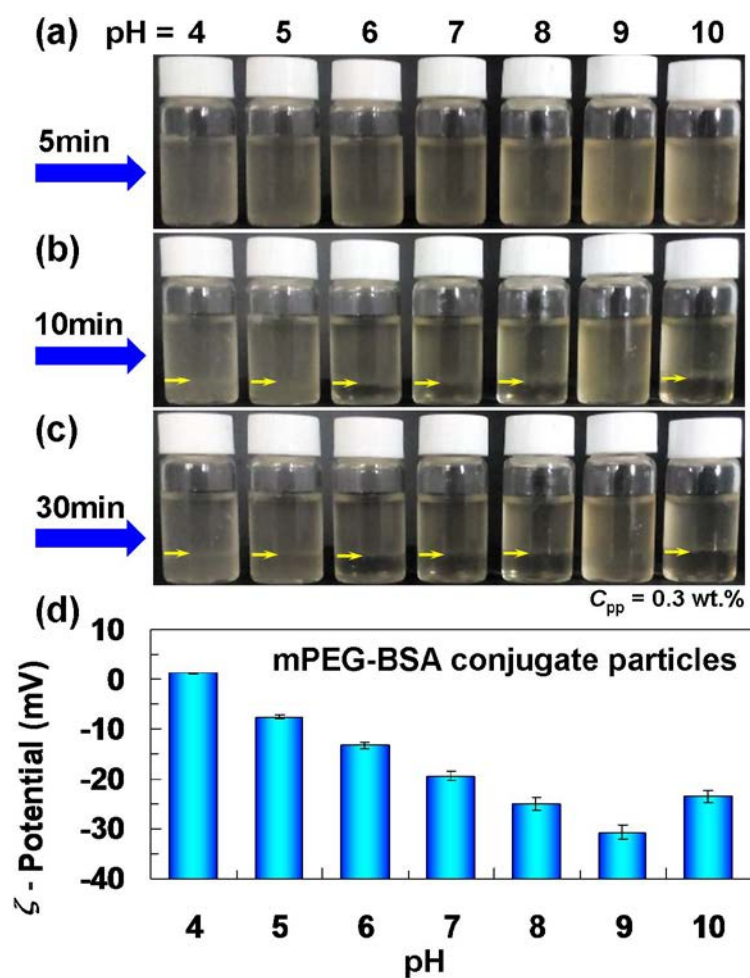 (a) pH = 4 5 6 7 8 9 10
5min
(b)
10min
(c)
30min
Cpp = 0.3 wt.%
(d)
mPEG-BSA conjugate particles
10
0
-10
-20
-30
-40
ζ - Potential (mV)
4 5 6 7 8 9 10
pH